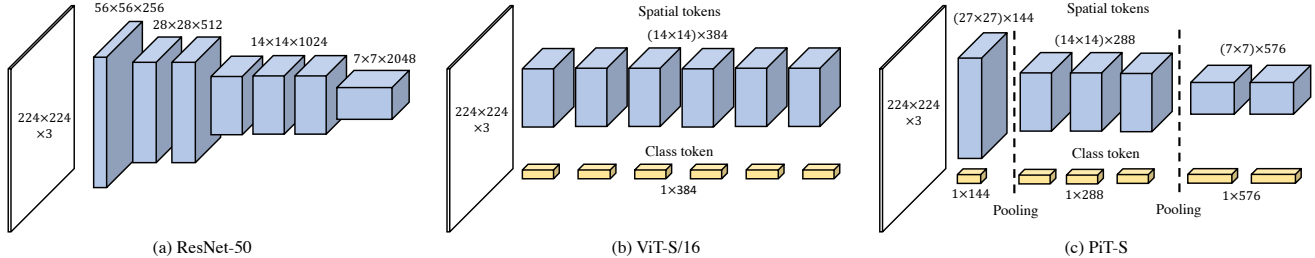 56×56×256
28×28×512
14×14×1024
7×7×2048
224×224
×3
(a) ResNet-50
Spatial tokens
(14×14)×384
224×224
×3
Class token
1×384
(b) ViT-S/16
(27×27)×144
Spatial tokens
(14×14)×288
(7×7)×576
224×224
×3
Class token
1×144
1×288
1×576
Pooling
Pooling
(c) PiT-S